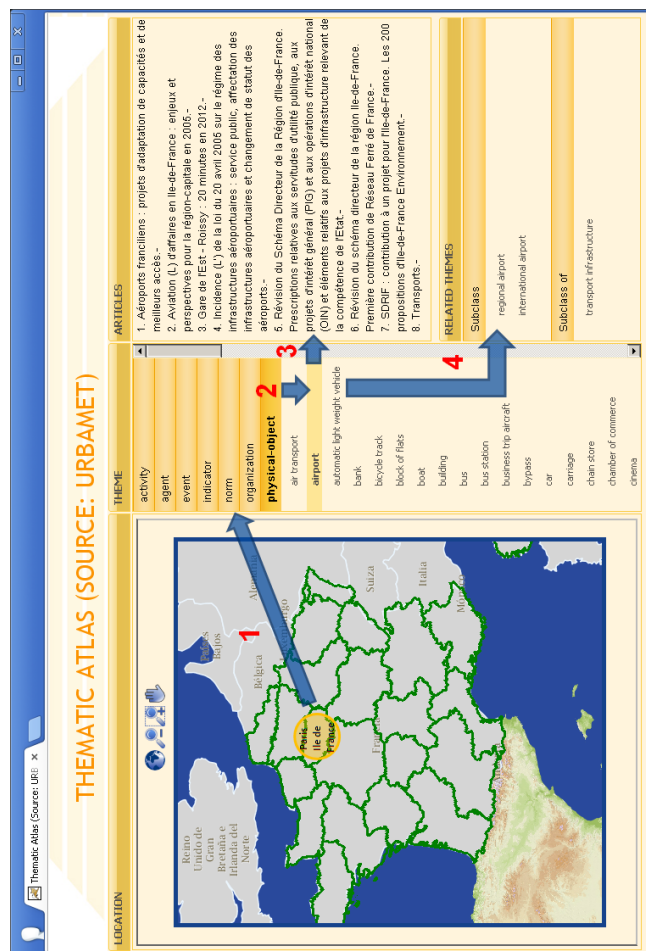 Thematic Atlas (Source: URB
THEMATIC ATLAS (SOURCE: URBAMET)
LOCATION
Reino
Unido de
Gran
Bretaña e
Irlanda del
Norte
Países
Bajos
Bélgica
Alemania
Luxemburgo
Paris
Ile de
France
Francia
Suiza
Italia
Mónaco
1
THEME
activity
agent
event
indicator
norm
organization
physical-object
2
air transport
airport
automatic light weight vehicle
bank
bicycle track
block of flats
boat
building
bus
bus station
business trip aircraft
bypass
car
carriage
chain store
chamber of commerce
cinema
3
4
ARTICLES
1. Aéroports franciliens : projets d'adaptation de capacités et de
meilleurs accès.-
2. Aviation (L') d'affaires en Ile-de-France : enjeux et
perspectives pour la région-capitale en 2005.-
3. Gare de l'Est - Roissy : 20 minutes en 2012.-
4. Incidence (L') de la loi du 20 avril 2005 sur le régime des
infrastructures aéroportuaires : service public, affectation des
infrastructures aéroportuaires et changement de statut des
aéroports.-
5. Révision du Schéma Directeur de la Région d'Ile-de-France.
Prescriptions relatives aux servitudes d'utilité publique, aux
projets d'intérêt général (PIG) et aux opérations d'intérêt national
(OIN) et éléments relatifs aux projets d'infrastructure relevant de
la compétence de l'Etat.-
6. Révision du schéma directeur de la région Ile-de-France.
Première contribution de Réseau Ferré de France.-
7. SDRIF : contribution à un projet pour l'Ile-de-France. Les 200
propositions d'Ile-de-France Environnement.-
8. Transports.-
RELATED THEMES
Subclass
regional airport
international airport
Subclass of
transport infrastructure